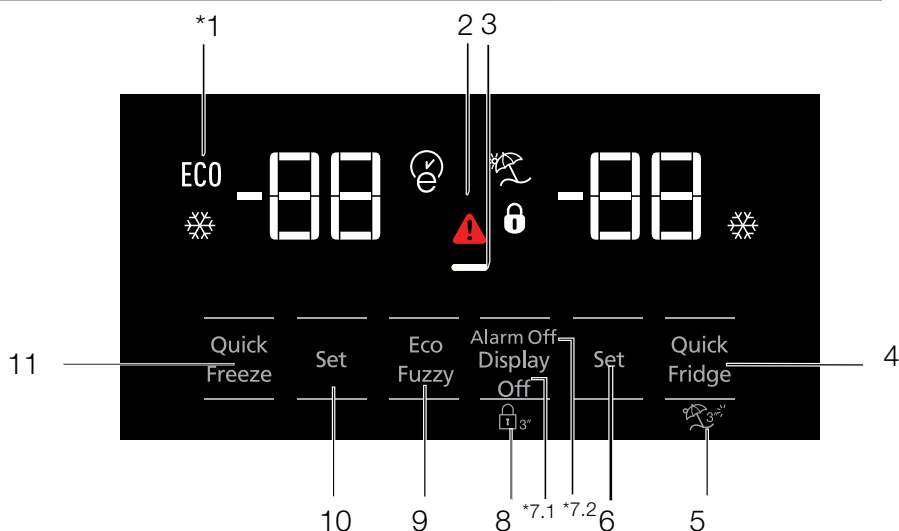 *1 2 3
ECO -88 e -88
Quick Freeze
Set
Eco Fuzzy
Alarm Off
Display Off
Set
Quick Fridge
11
4
3" 3"
10 9 8 *7.1 *7.2 6 5